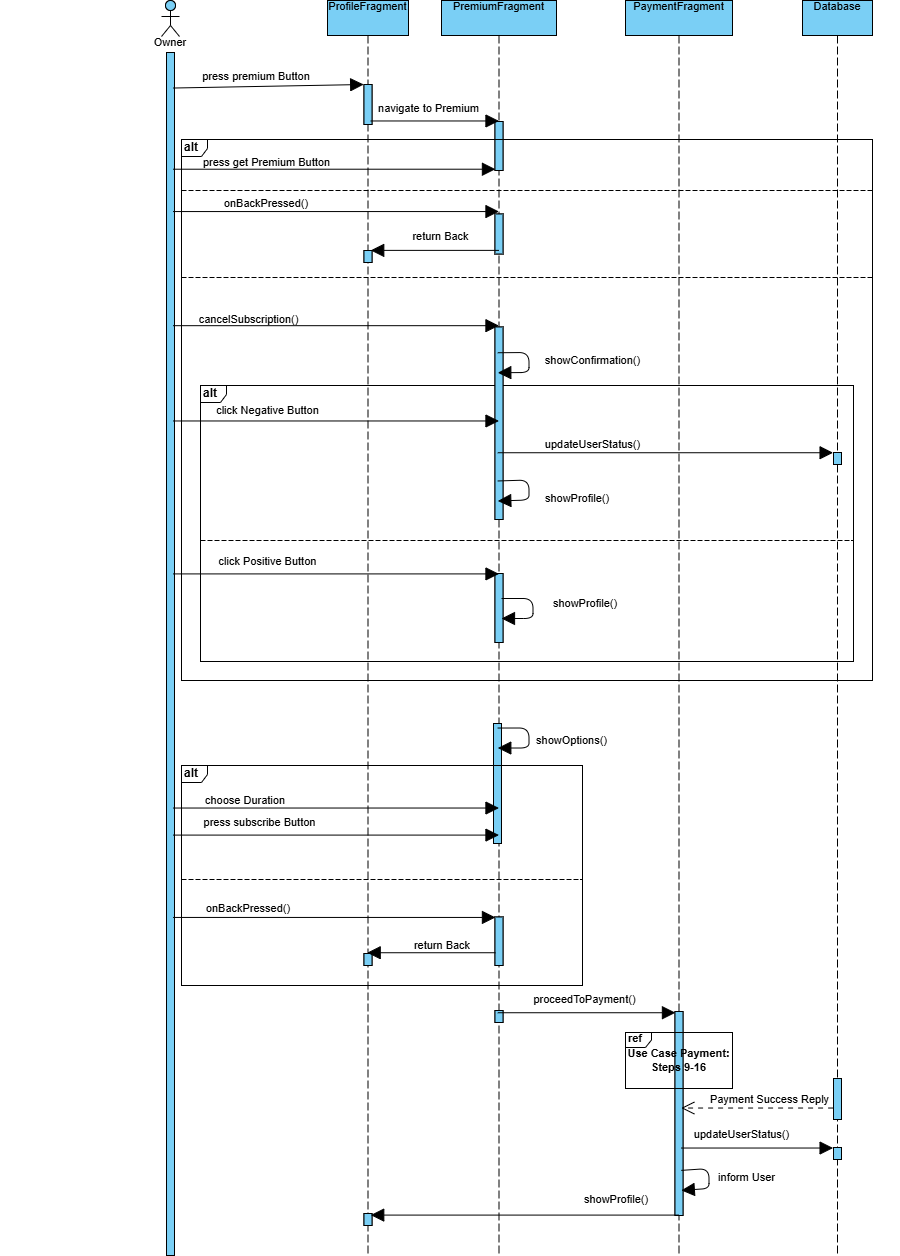 ProfileFragment PremiumFragment PaymentFragment Database
Owner
press premium Button
navigate to Premium
alt
press get Premium Button
onBackPressed()
return Back
cancelSubscription()
showConfirmation()
alt
click Negative Button
updateUserStatus()
showProfile()
click Positive Button
showProfile()
showOptions()
alt
choose Duration
press subscribe Button
onBackPressed()
return Back
proceedToPayment()
ref
Use Case Payment:
Steps 9-16
Payment Success Reply
updateUserStatus()
inform User
showProfile()